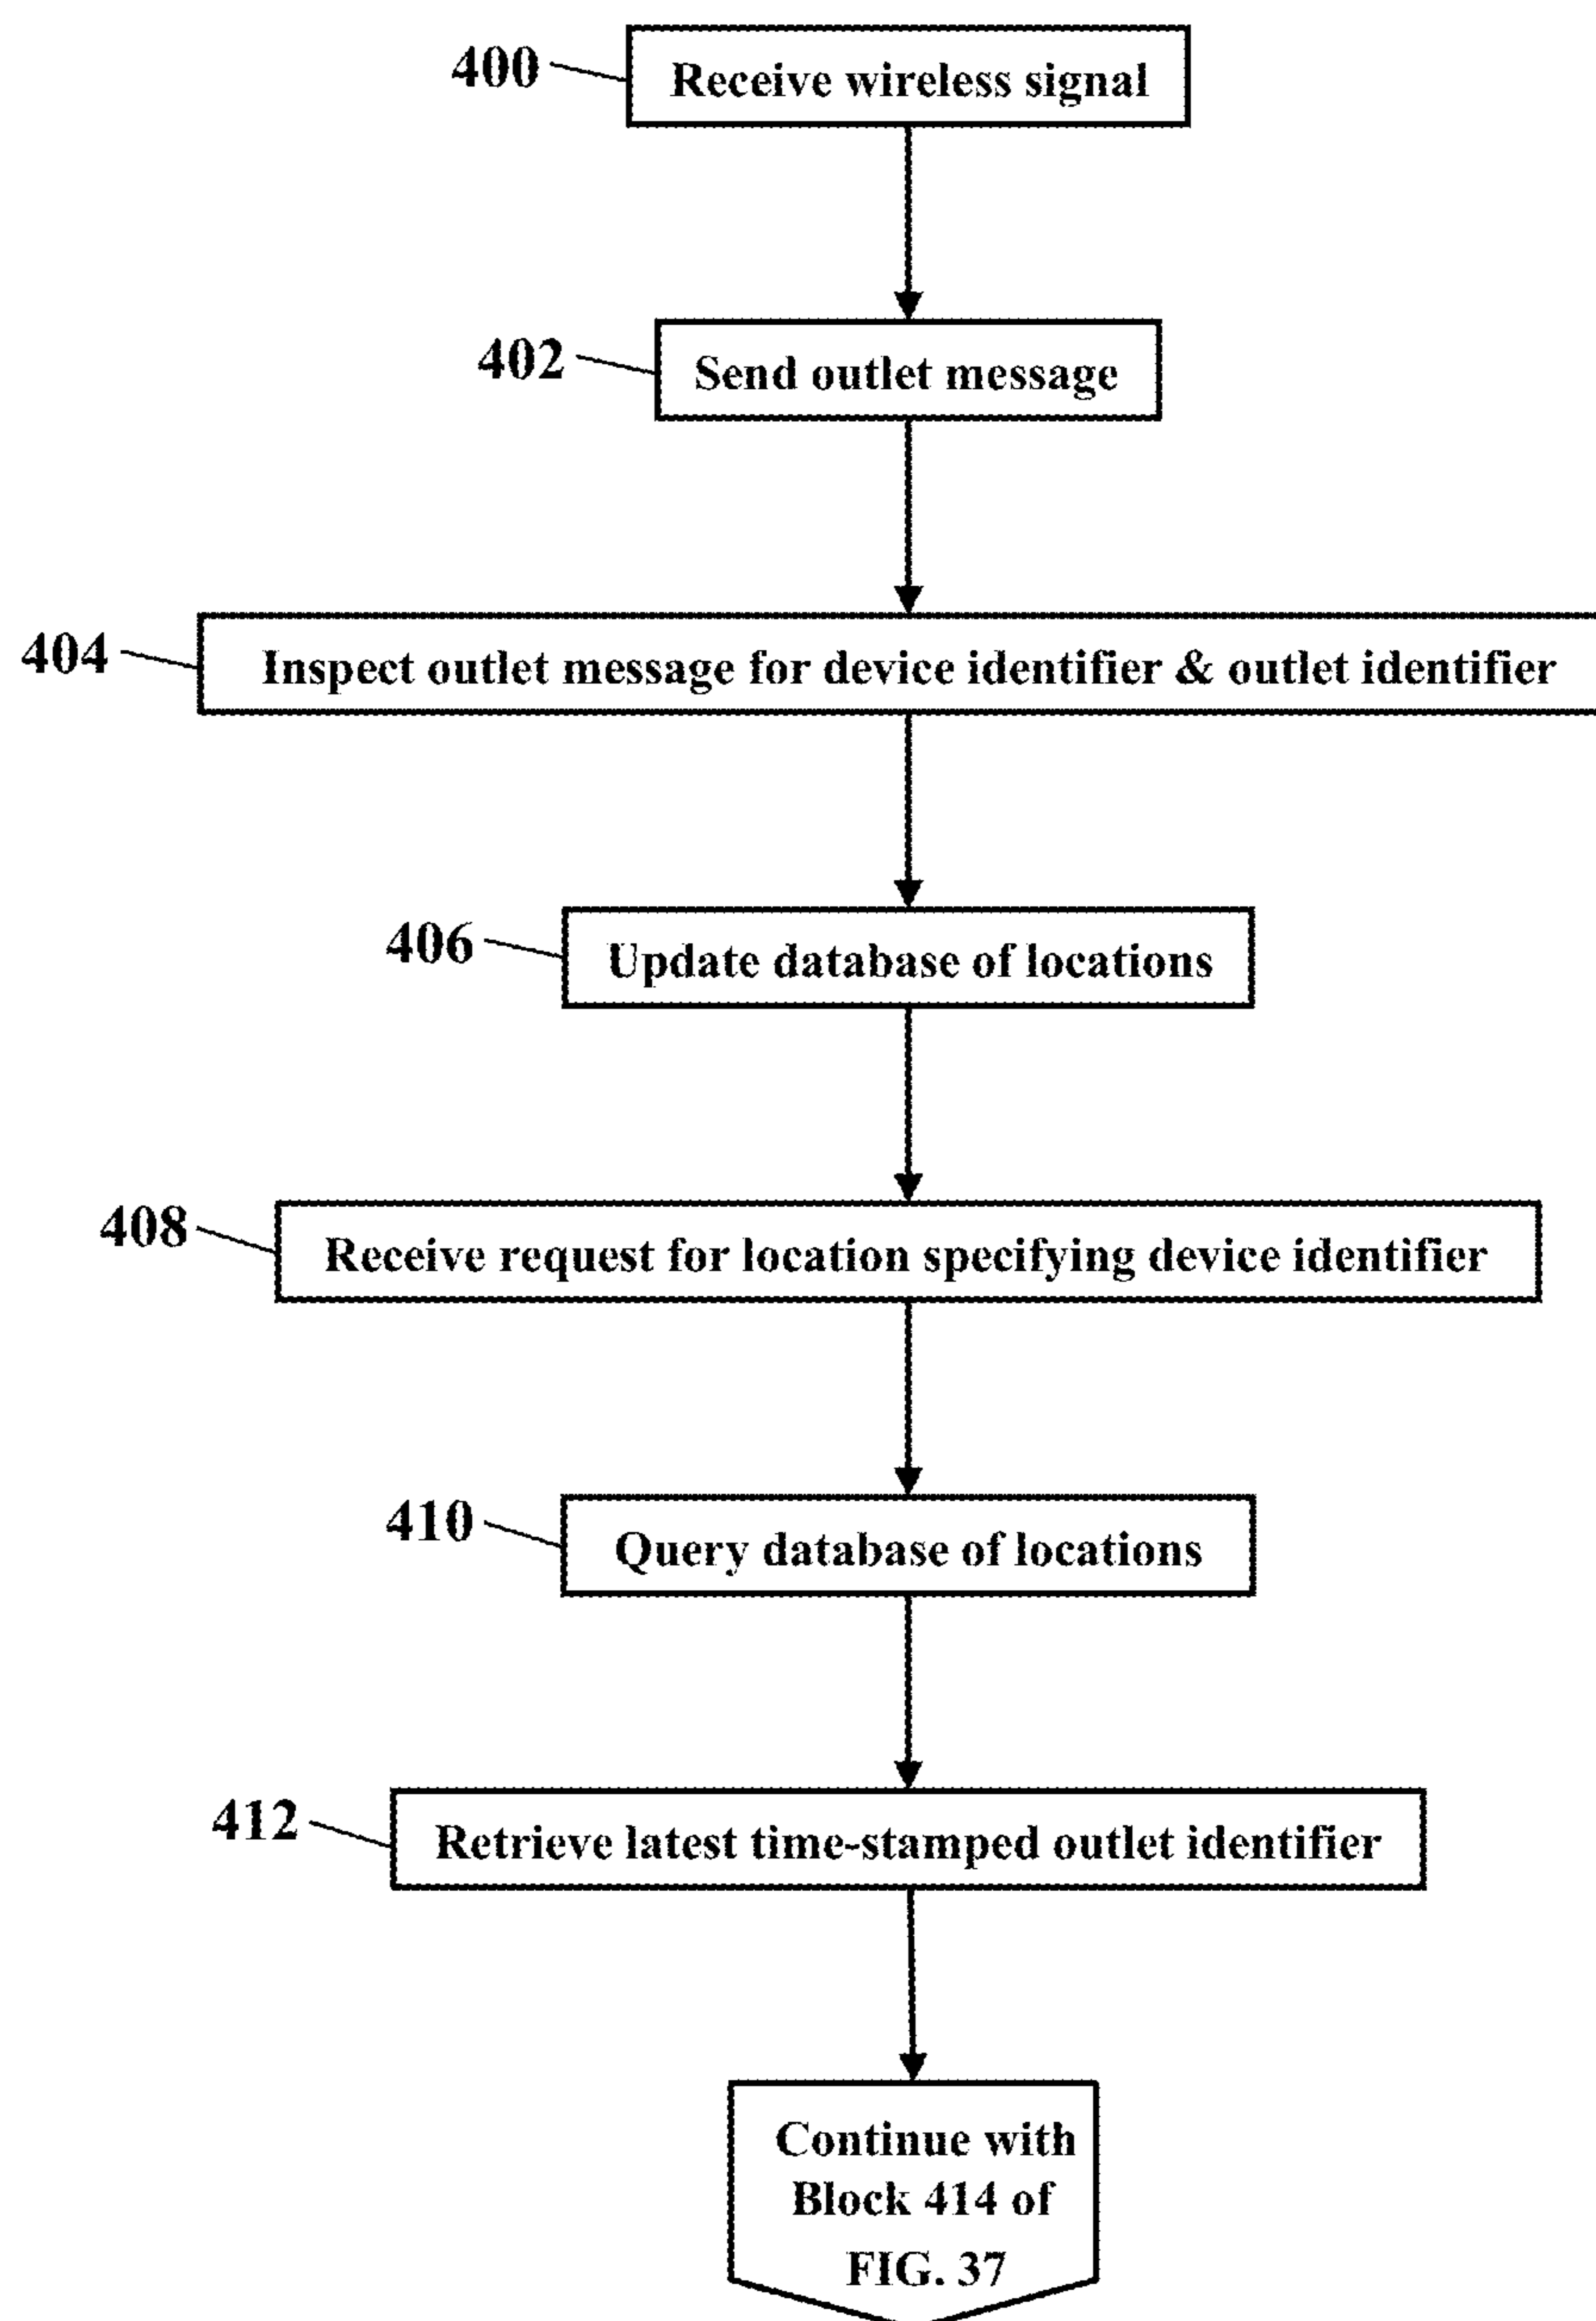 400
Receive wireless signal
402
Send outlet message
404
Inspect outlet message for device identifier & outlet identifier
406
Update database of locations
408
Receive request for location specifying device identifier
410
Query database of locations
412
Retrieve latest time-stamped outlet identifier
Continue with
Block 414 of
FIG. 37